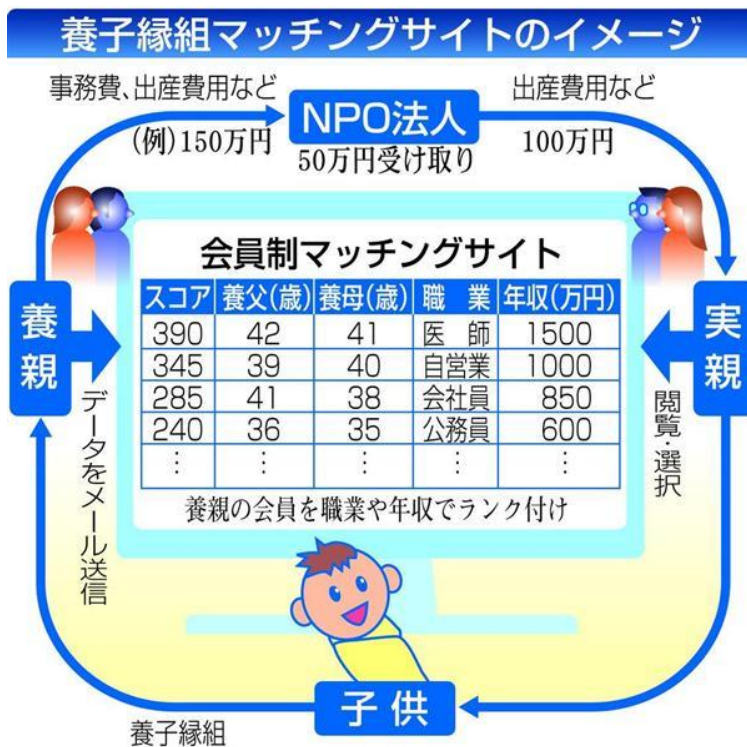 養子縁組マッチングサイトのイメージ
事務費、出産費用など
(例)150万円
NPO法人
50万円受け取り
出産費用など
100万円
養親
データをメール送信
会員制マッチングサイト
スコア 養父(歳) 養母(歳) 職業 年収(万円)
390 42 41 医師 1500
345 39 40 自営業 1000
285 41 38 会社員 850
240 36 35 公務員 600
⋮ ⋮ ⋮ ⋮ ⋮
養親の会員を職業や年収でランク付け
実親
閲覧・選択
子供
養子縁組